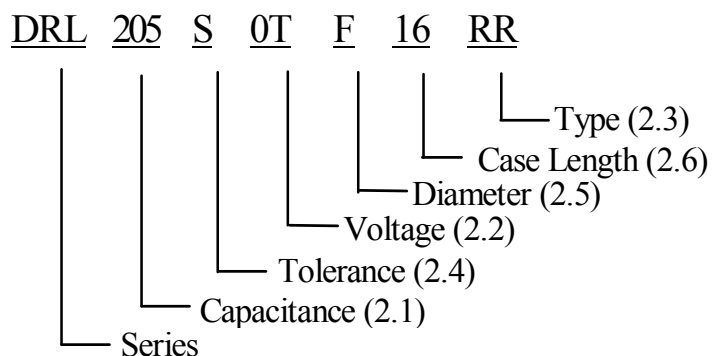 DRL 205 S 0T F 16 RR
Type (2.3)
Case Length (2.6)
Diameter (2.5)
Voltage (2.2)
Tolerance (2.4)
Capacitance (2.1)
Series